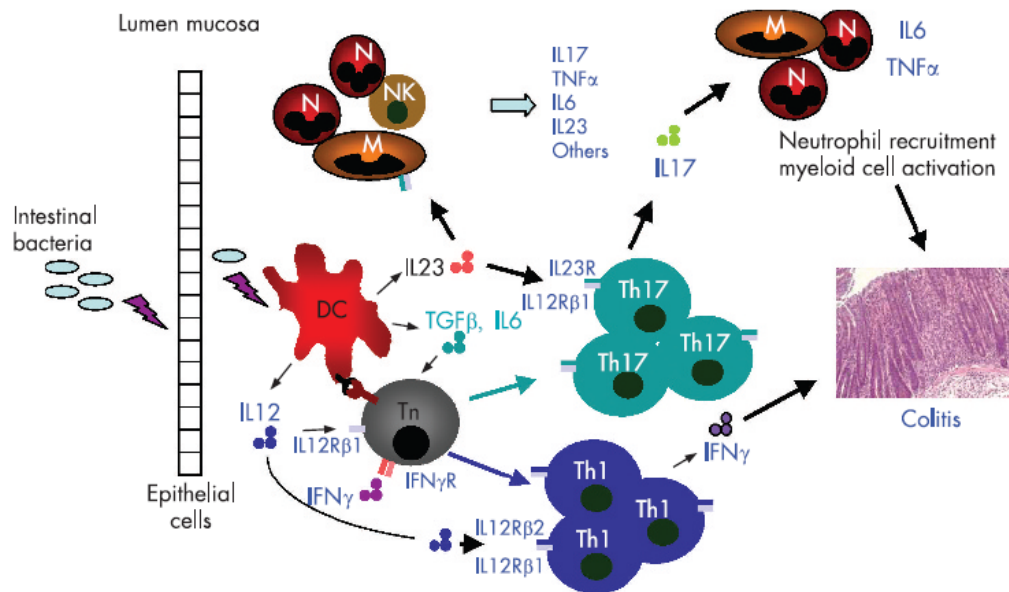 Lumen mucosa
N
N
NK
M
IL17
TNFα
IL6
IL23
Others
M
N
N
IL6
TNFα
IL17
Neutrophil recruitment
myeloid cell activation
Intestinal
bacteria
DC
IL23
IL23R
IL12Rβ1
Th17
Th17
Th17
TGFβ, IL6
IL12
IL12Rβ1
Tn
IFNγ
IFNγR
IFNγ
Colitis
Epithelial
cells
IL12Rβ2
IL12Rβ1
Th1
Th1
Th1